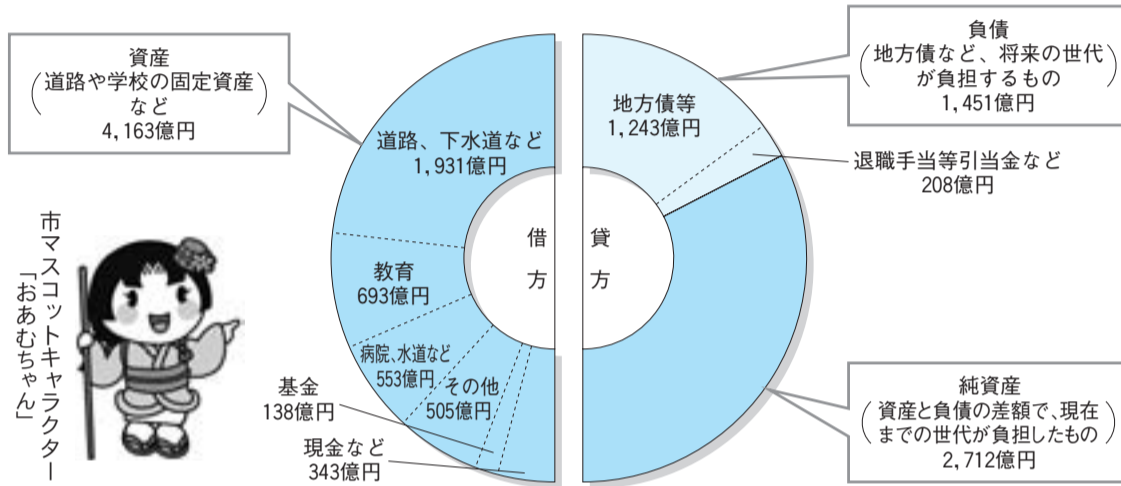 資産
（道路や学校の固定資産）
など
4,163億円
道路、下水道など
1,931億円
教育
693億円
病院、水道など
553億円
その他
505億円
基金
138億円
現金など
343億円
借方
貸方
負債
（地方債など、将来の世代
が負担するもの）
1,451億円
地方債等
1,243億円
退職手当等引当金など
208億円
純資産
（資産と負債の差額で、現在
までの世代が負担したもの）
2,712億円
市マスコットキャラクター
「おあむちゃん」